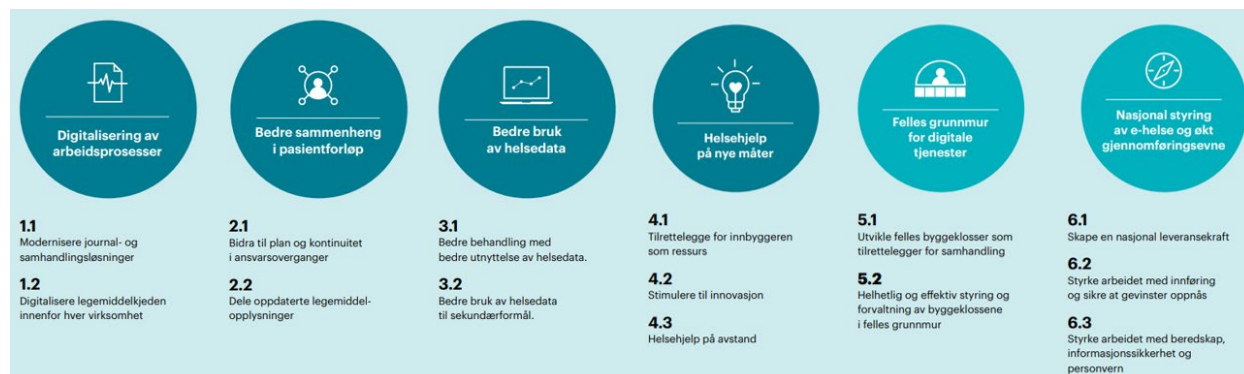 Digitalisering av
arbeidsprosesser
1.1
Modernisere journal- og
samhandlingsløsninger
1.2
Digitalisere legemiddelkjeden
innenfor hver virksomhet
Bedre sammenheng
i pasientforløp
2.1
Bidra til plan og kontinuitet
i ansvarsoverganger
2.2
Dele oppdaterte legemiddel-
opplysninger
Bedre bruk
av helsedata
3.1
Bedre behandling med
bedre utnyttelse av helsedata.
3.2
Bedre bruk av helsedata
til sekundærformål.
Helsehjelp
på nye måter
4.1
Tilrettelegge for innbyggeren
som ressurs
4.2
Stimulere til innovasjon
4.3
Helsehjelp på avstand
Felles grunnmur
for digitale
tjenester
5.1
Utvikle felles byggeklosser som
tilrettelegger for samhandling
5.2
Helhetlig og effektiv styring og
forvaltning av byggeklossene
i felles grunnmur
Nasjonal styring
av e-helse og økt
gjennomføringsevne
6.1
Skape en nasjonal leveransekraft
6.2
Styrke arbeidet med innføring
og sikre at gevinster oppnås
6.3
Styrke arbeidet med beredskap,
informasjonssikkerhet og
personvern